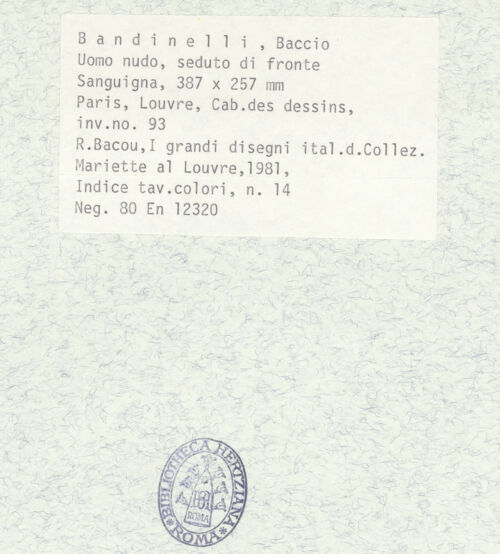 B a n d i n e l l i , Baccio
Uomo nudo, seduto di fronte
Sanguigna, 387 x 257 mm
Paris, Louvre, Cab.des dessins,
inv.no. 93
R.Bacou,I grandi disegni ital.d.Collez.
Mariette al Louvre,1981,
Indice tav.colori, n. 14
Neg. 80 En 12320
BIBLIOTHECA HERTZIANA
BH
ROMA
* ROMA *